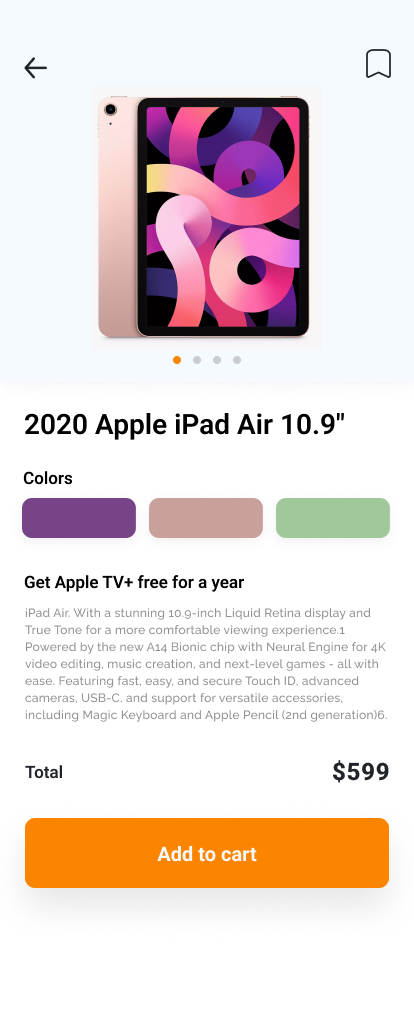 2020 Apple iPad Air 10.9"
Colors
Get Apple TV+ free for a year
iPad Air. With a stunning 10.9-inch Liquid Retina display and
True Tone for a more comfortable viewing experience.1
Powered by the new A14 Bionic chip with Neural Engine for 4K
video editing, music creation, and next-level games - all with
ease. Featuring fast, easy, and secure Touch ID, advanced
cameras, USB-C, and support for versatile accessories,
including Magic Keyboard and Apple Pencil (2nd generation)6.
Total
$599
Add to cart